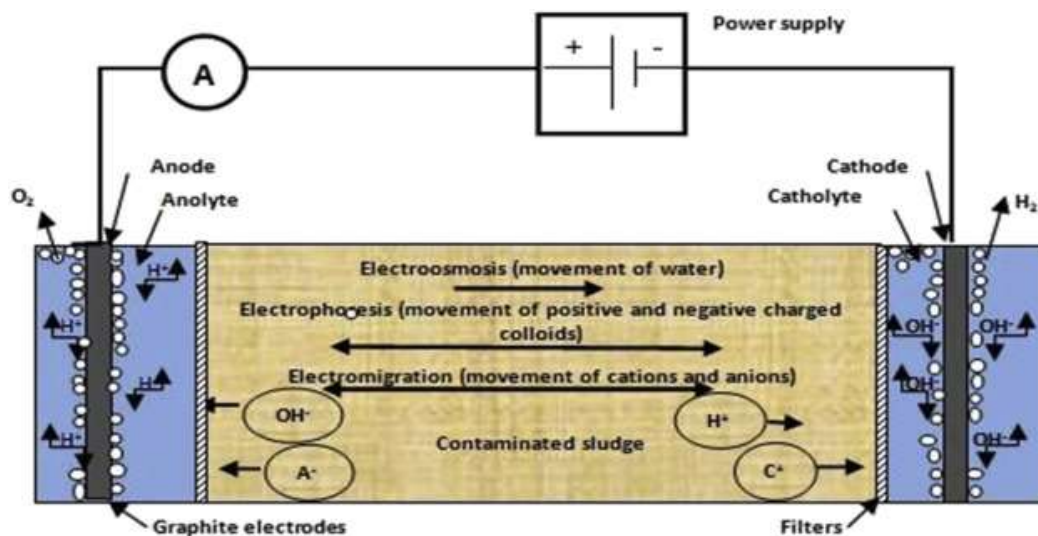 Power supply
+ -
A
Anode
Cathode
O₂
Anolyte
Catholyte
H₂
H⁺
H⁺
H⁺
H⁺
Electroosmosis (movement of water)
Electrophoresis (movement of positive and negative charged
colloids)
Electromigration (movement of cations and anions)
OH⁻
H⁺
Contaminated sludge
A⁻
C⁺
OH⁻
OH⁻
OH⁻
OH⁻
Graphite electrodes
Filters